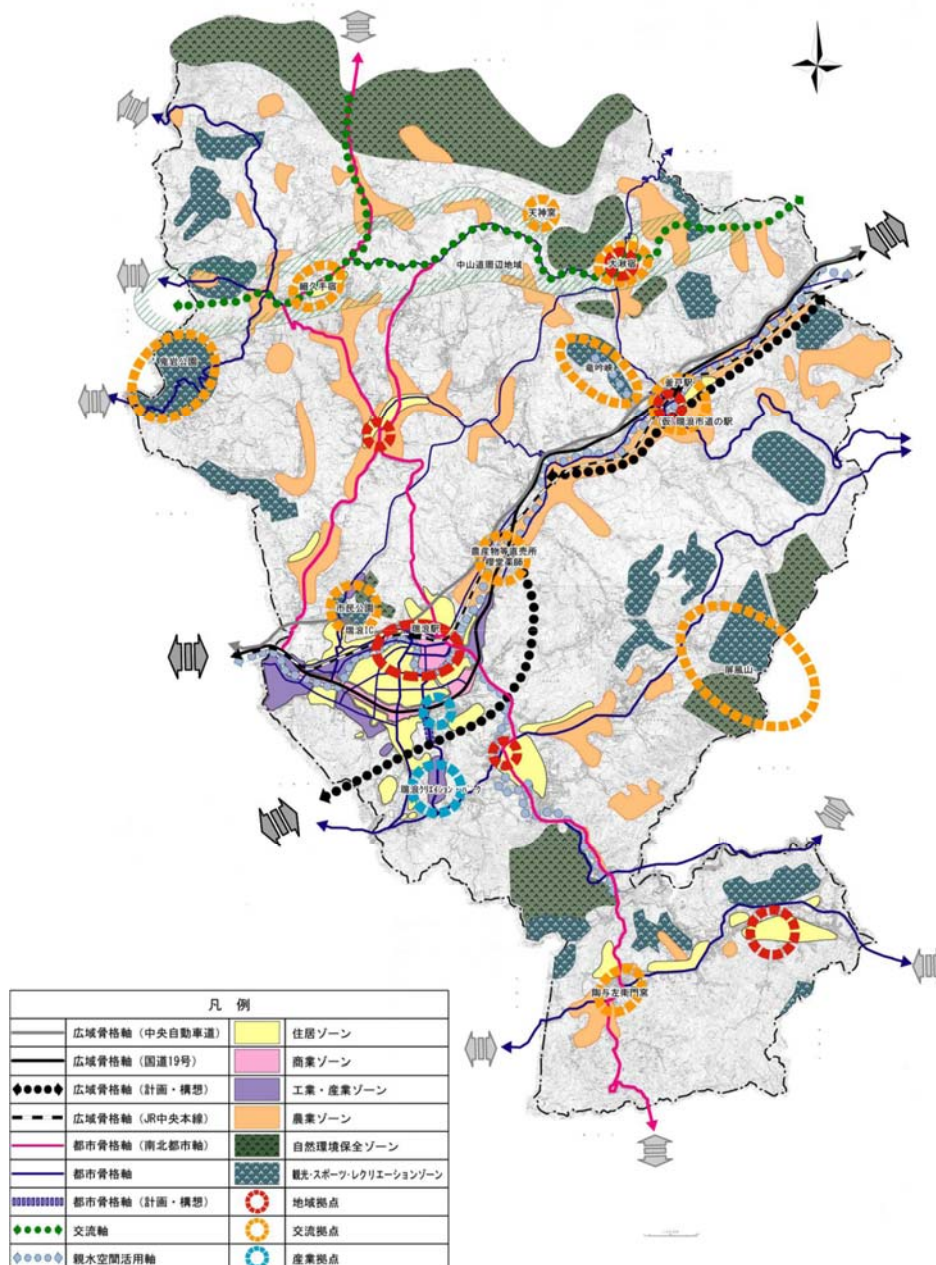 天神窯
大湫宿
中山道周辺地域
細久手宿
鬼岩公園
竜吟峡
釜戸駅
仮)瑞浪市道の駅
農産物等直売所
櫻堂薬師
市民公園
瑞浪IC
瑞浪駅
屏風山
瑞浪クリエイション・パーク
陶与左衛門窯
凡 例
広域骨格軸(中央自動車道)
住居ゾーン
広域骨格軸(国道19号)
商業ゾーン
広域骨格軸(計画・構想)
工業・産業ゾーン
広域骨格軸(JR中央本線)
農業ゾーン
都市骨格軸(南北都市軸)
自然環境保全ゾーン
都市骨格軸
観光・スポーツ・レクリエーションゾーン
都市骨格軸(計画・構想)
地域拠点
交流軸
交流拠点
親水空間活用軸
産業拠点